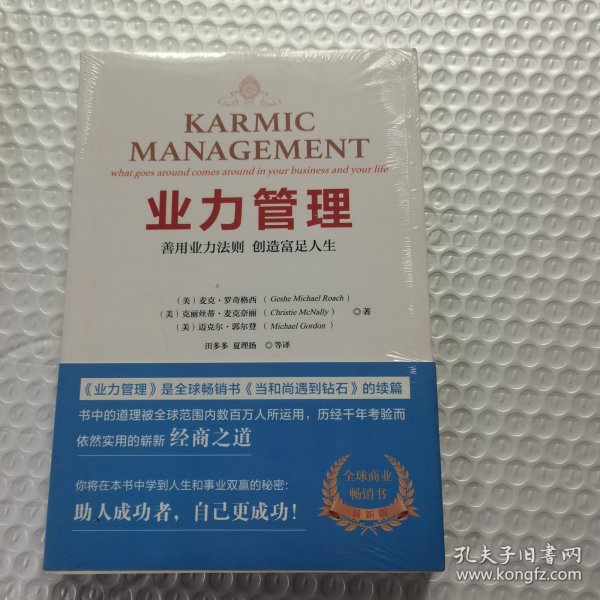 KARMIC
MANAGEMENT
what goes around comes around in your business and your life
业力管理
善用业力法则 创造富足人生
(美) 麦克·罗奇格西 (Geshe Michael Roach)
(美) 克丽丝蒂·麦克奈丽 (Christie McNally) ◎著
(美) 迈克尔·郭尔登 (Michael Gordon)
田多多 夏理扬 ◎等译
《业力管理》是全球畅销书《当和尚遇到钻石》的续篇
书中的道理被全球范围内数百万人所运用,历经千年考验而
依然实用的崭新 经商之道
你将在本书中学到人生和事业双赢的秘密:
助人成功者,自己更成功!
全球商业
畅销书
最新版
孔夫子旧书网
www.kongfz.com